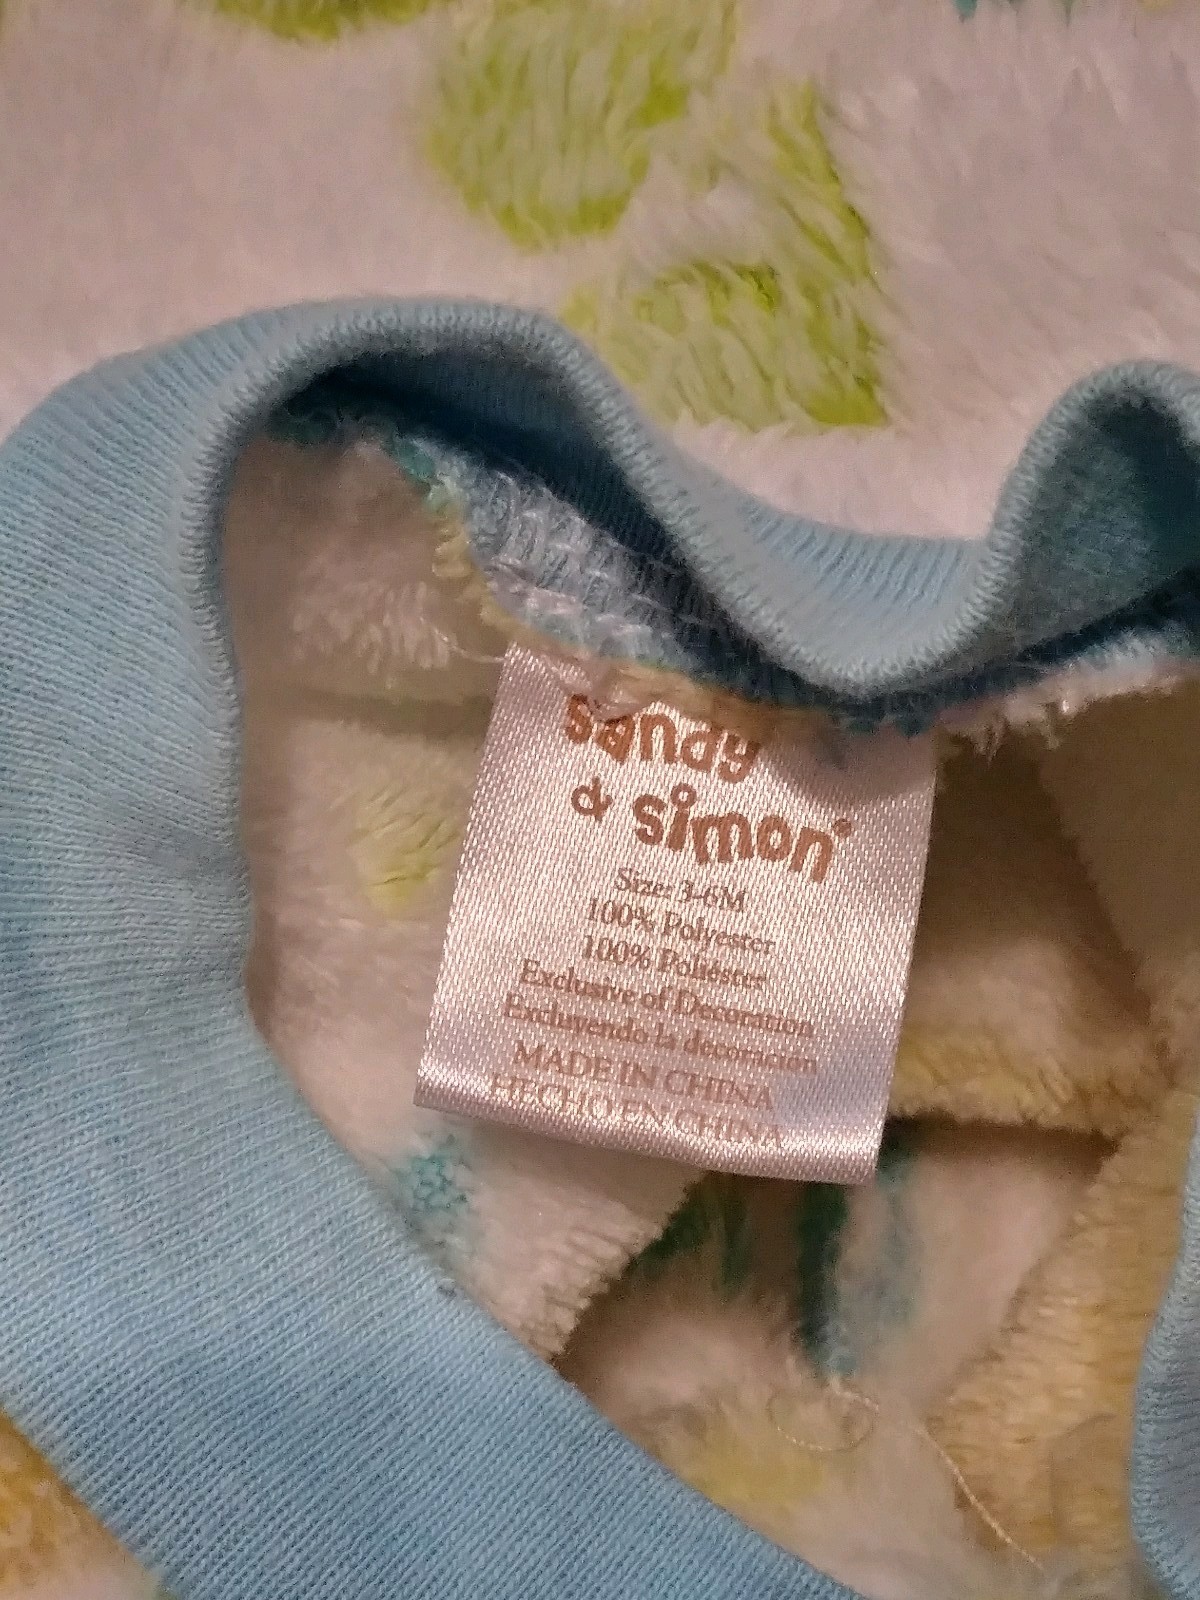 sandy
& simon®
Size: 3-6M
100% Polyester
100% Poliéster
Exclusive of Decoration
Excluyendo la decoracion
MADE IN CHINA
HECHO EN CHINA